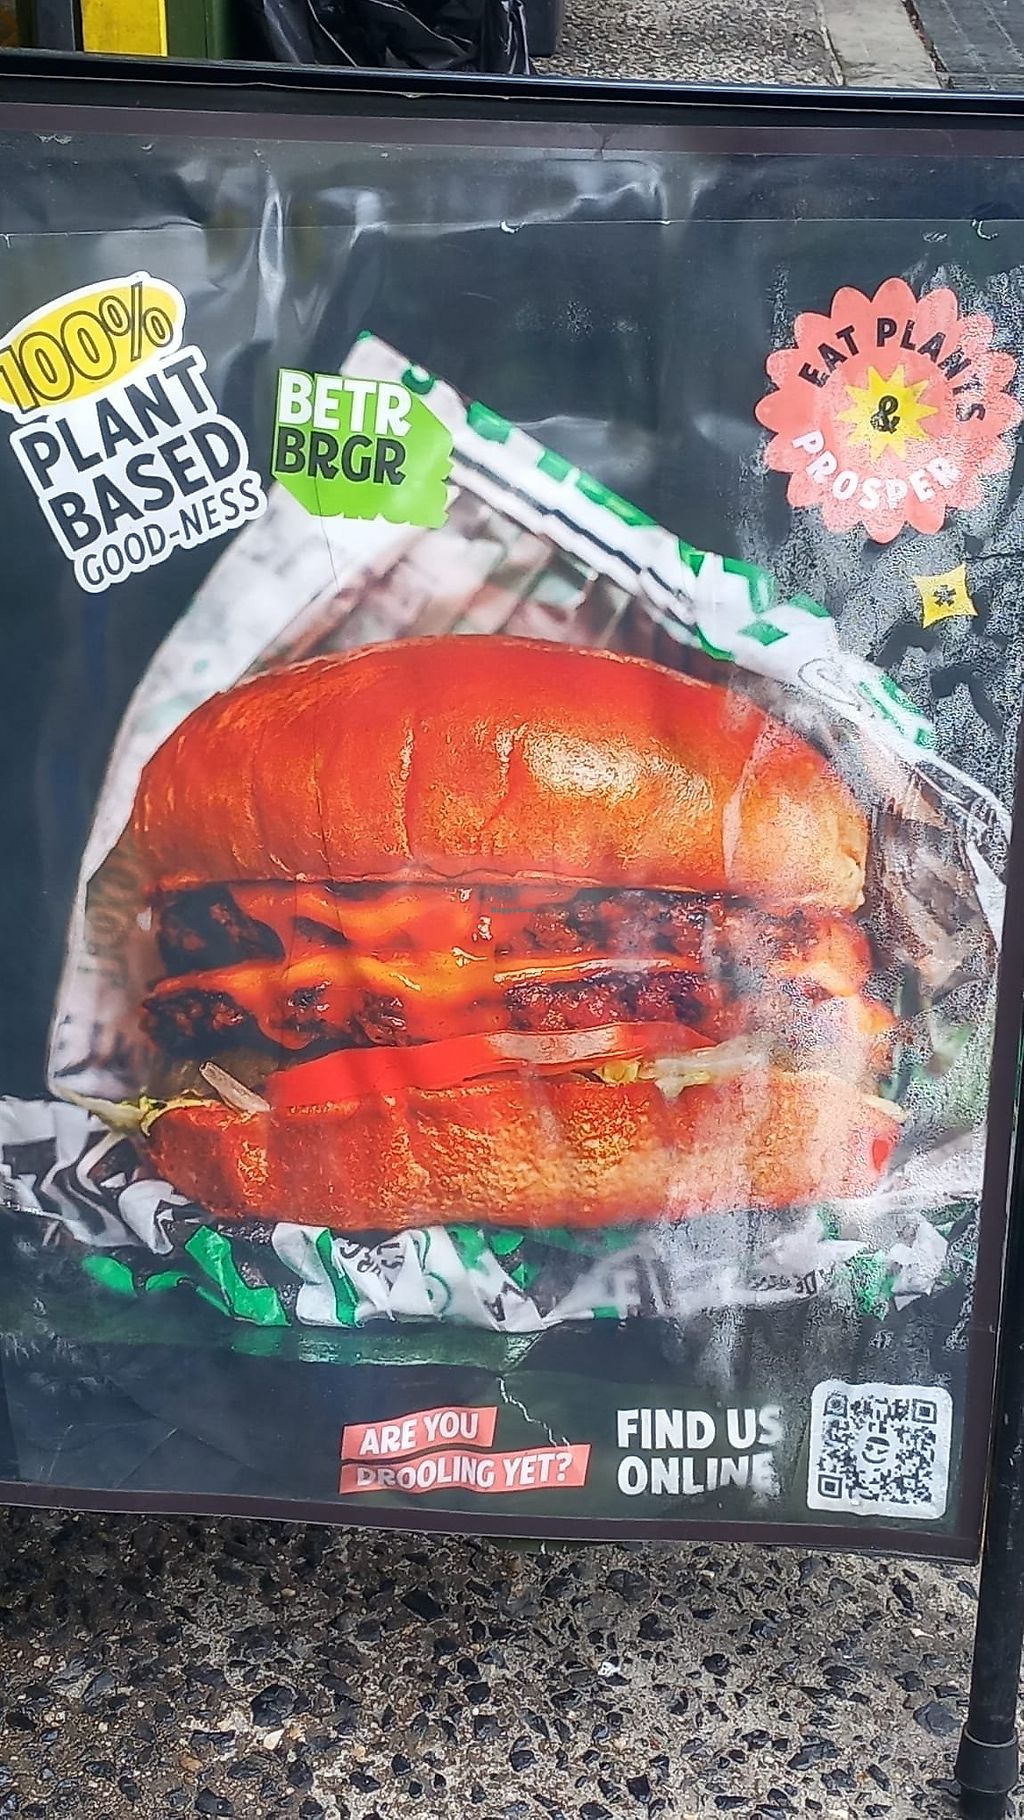 100%
PLANT
BASED
GOOD-NESS
BETR
BRGR
EAT PLANTS
&
PROSPER
ARE YOU
DROOLING YET?
FIND US
ONLINE